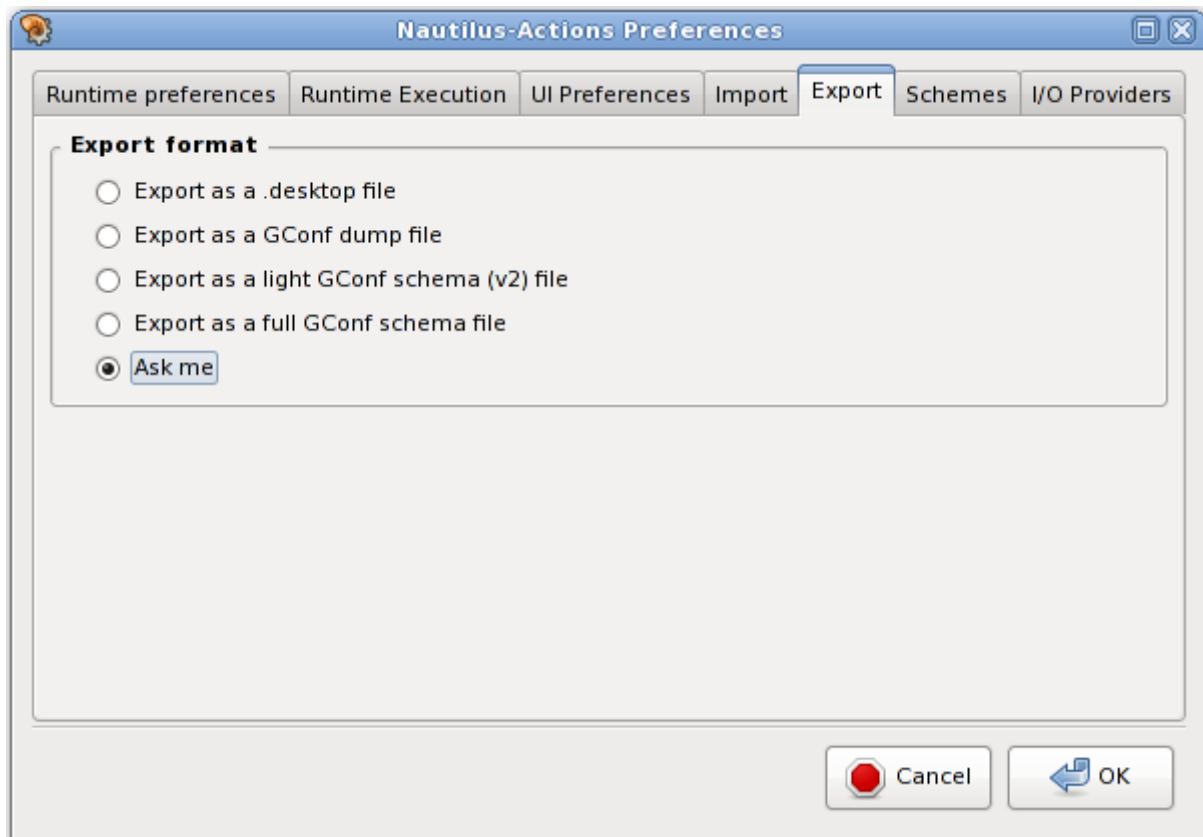 Nautilus-Actions Preferences
Runtime preferences Runtime Execution UI Preferences Import Export Schemes I/O Providers
Export format
Export as a .desktop file
Export as a GConf dump file
Export as a light GConf schema (v2) file
Export as a full GConf schema file
Ask me
Cancel OK